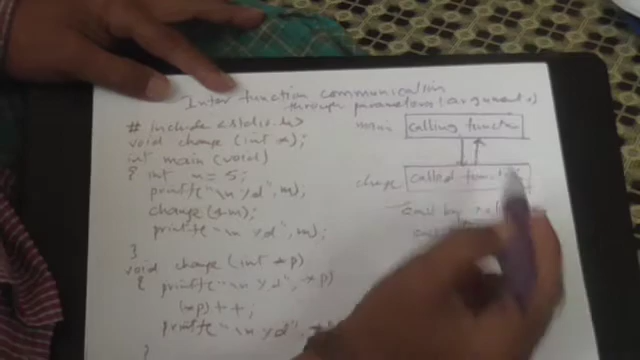 Inter function communication
through parameters (arguments)
# include <stdio.h>
void change (int *);
int main (void)
{ int m = 5;
printf("\n %d", m);
change (&m);
printf("\n %d", m);
}
void change (int *p)
{ printf("\n %d", *p)
(*p)++;
printf("\n %d",
}
main calling function
change called function
call by